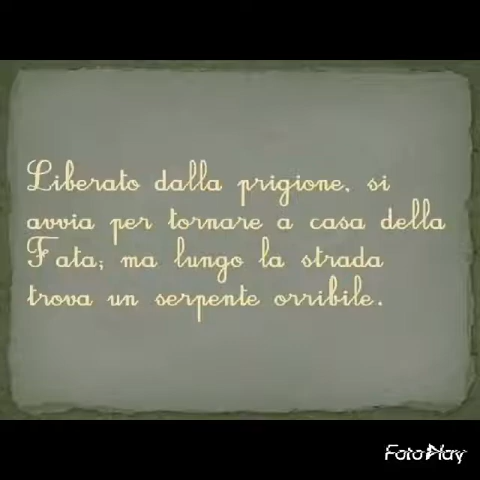 Liberato dalla prigione, si
avvia per tornare a casa della
Fata; ma lungo la strada
trova un serpente orribile.
FotoPlay